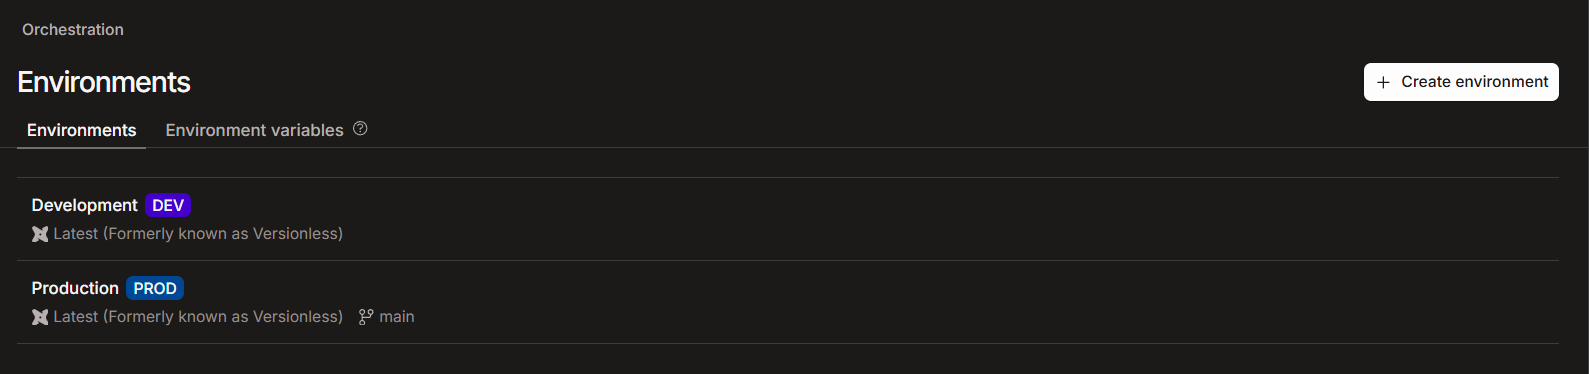 Orchestration
Environments
+ Create environment
Environments Environment variables
Development DEV
Latest (Formerly known as Versionless)
Production PROD
Latest (Formerly known as Versionless) main